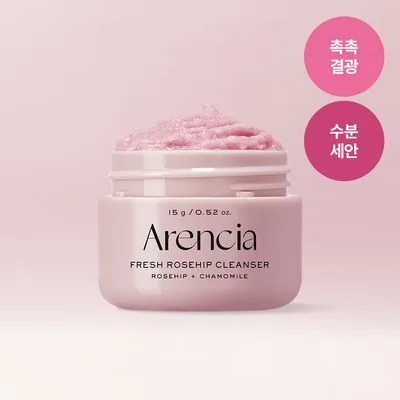 촉촉
결광
수분
세안
15 g / 0.52 oz.
Arencia
FRESH ROSEHIP CLEANSER
ROSEHIP + CHAMOMILE